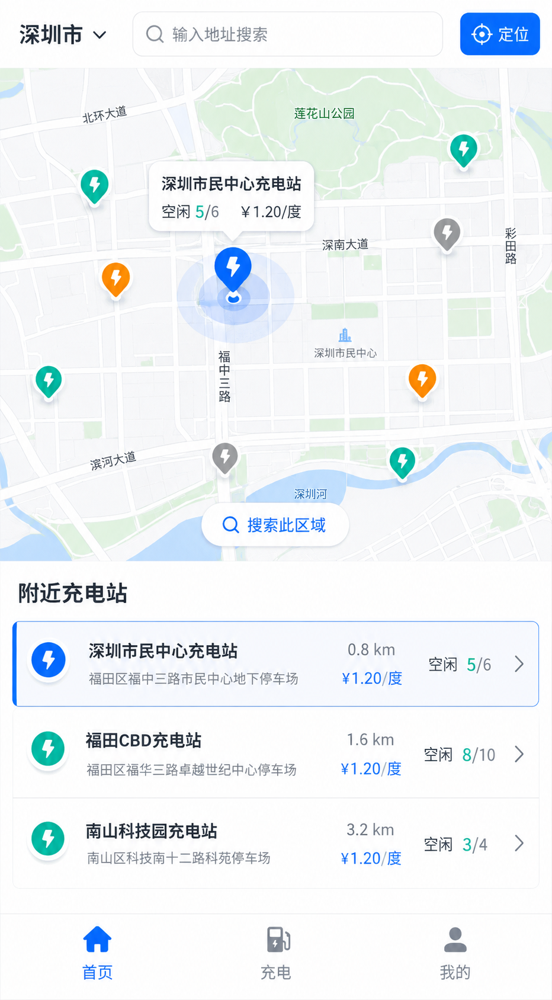 深圳市
输入地址搜索
定位
北环大道
莲花山公园
深圳市民中心充电站
空闲 5/6 ¥1.20/度
深南大道
彩田路
深圳市民中心
福中三路
滨河大道
深圳河
搜索此区域
附近充电站
深圳市民中心充电站
0.8 km
福田区福中三路市民中心地下停车场
¥1.20/度
空闲 5/6
福田CBD充电站
1.6 km
福田区福华三路卓越世纪中心停车场
¥1.20/度
空闲 8/10
南山科技园充电站
3.2 km
南山区科技南十二路科苑停车场
¥1.20/度
空闲 3/4
首页
充电
我的